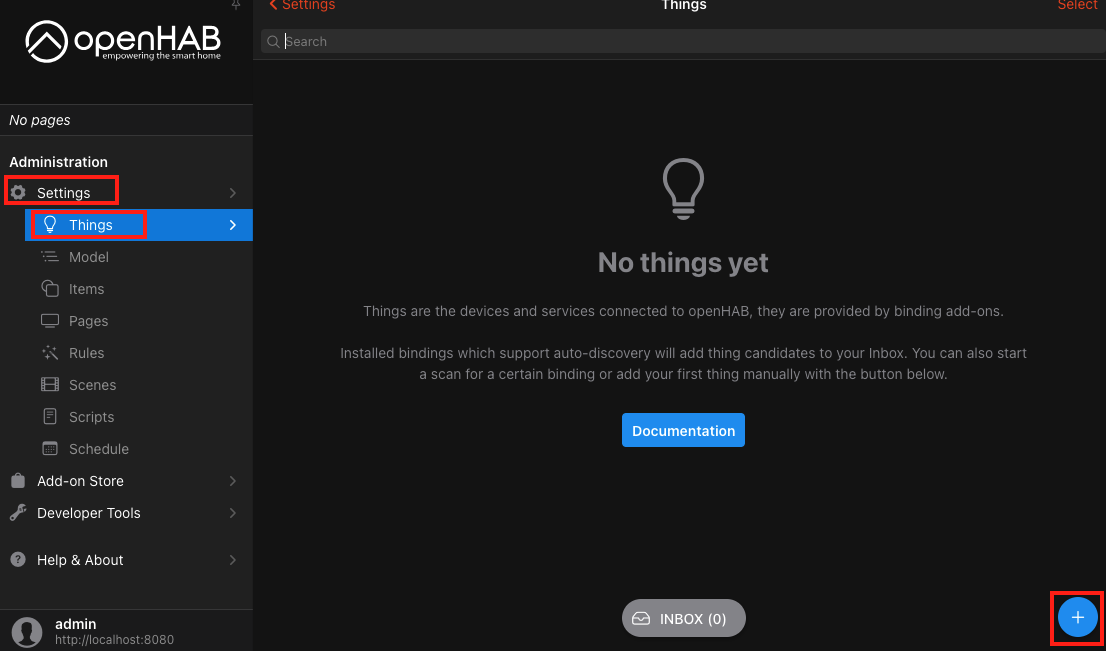 openHAB
empowering the smart home
No pages
Administration
Settings
Things
Model
Items
Pages
Rules
Scenes
Scripts
Schedule
Add-on Store
Developer Tools
Help & About
admin
http://localhost:8080
Settings
Things
Select
Search
No things yet
Things are the devices and services connected to openHAB, they are provided by binding add-ons.
Installed bindings which support auto-discovery will add thing candidates to your Inbox. You can also start
a scan for a certain binding or add your first thing manually with the button below.
Documentation
INBOX (0)